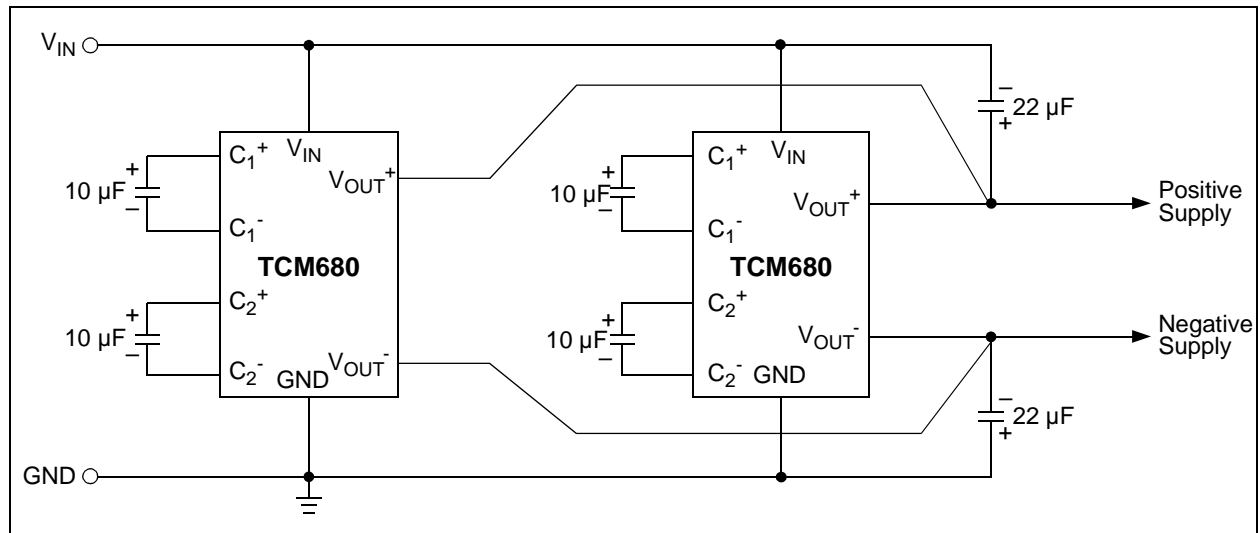 V_IN
− 22 µF +
C₁⁺ V_IN
+ 10 µF −
V_OUT⁺
C₁⁻
TCM680
C₂⁺
+ 10 µF −
V_OUT⁻
C₂⁻ GND
C₁⁺ V_IN
+ 10 µF −
V_OUT⁺
C₁⁻
TCM680
C₂⁺
+ 10 µF −
V_OUT⁻
C₂⁻ GND
Positive
Supply
Negative
Supply
− 22 µF +
GND